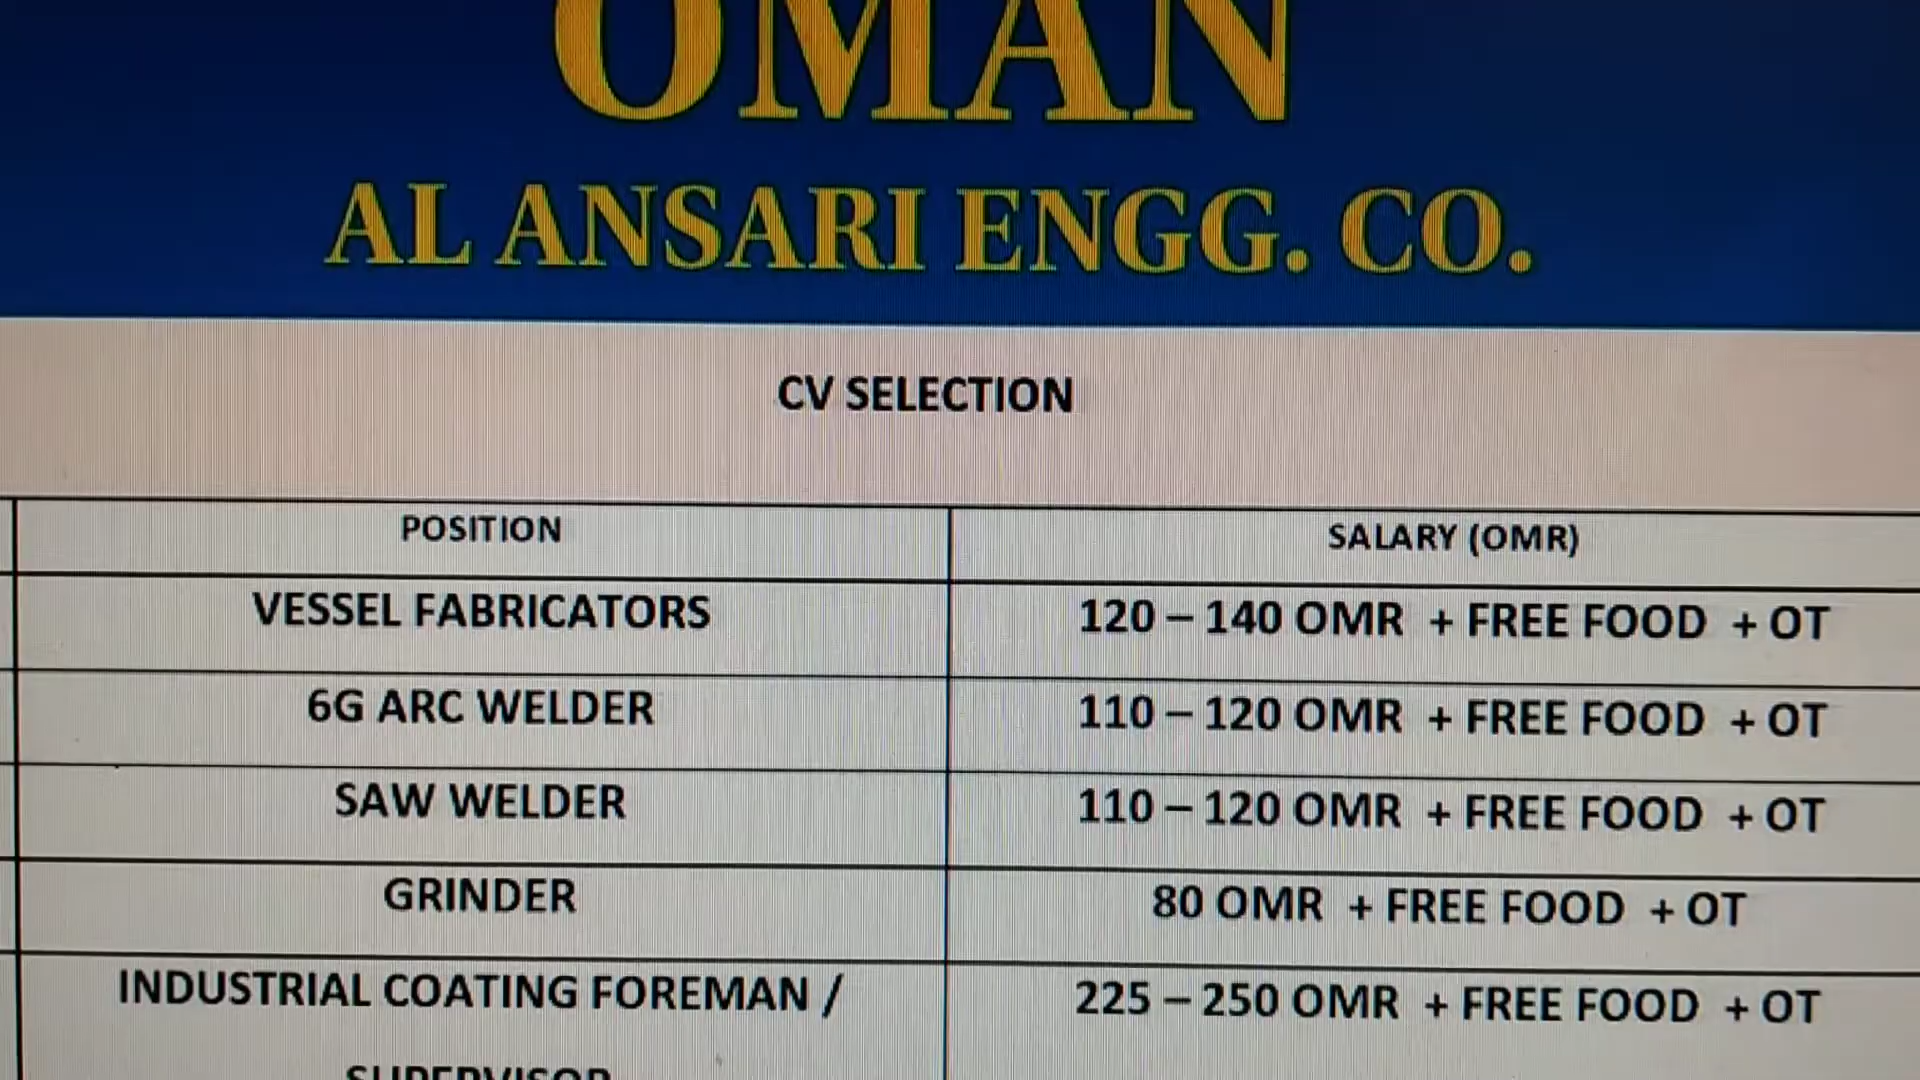 OMAN
AL ANSARI ENGG. CO.
CV SELECTION
POSITION SALARY (OMR)
VESSEL FABRICATORS 120 – 140 OMR + FREE FOOD + OT
6G ARC WELDER 110 – 120 OMR + FREE FOOD + OT
SAW WELDER 110 – 120 OMR + FREE FOOD + OT
GRINDER 80 OMR + FREE FOOD + OT
INDUSTRIAL COATING FOREMAN / 225 – 250 OMR + FREE FOOD + OT
SUPERVISOR